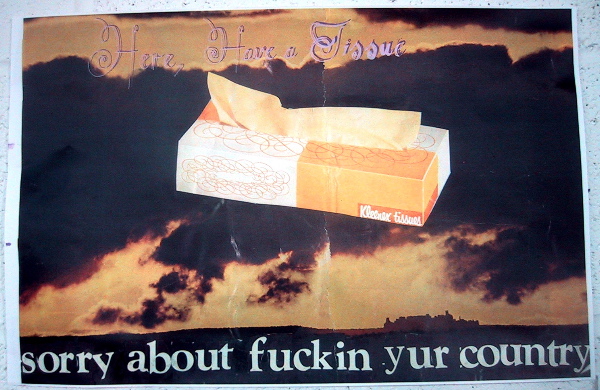 Here, Have a Tissue
Kleenex tissues
sorry about fuckin yur country